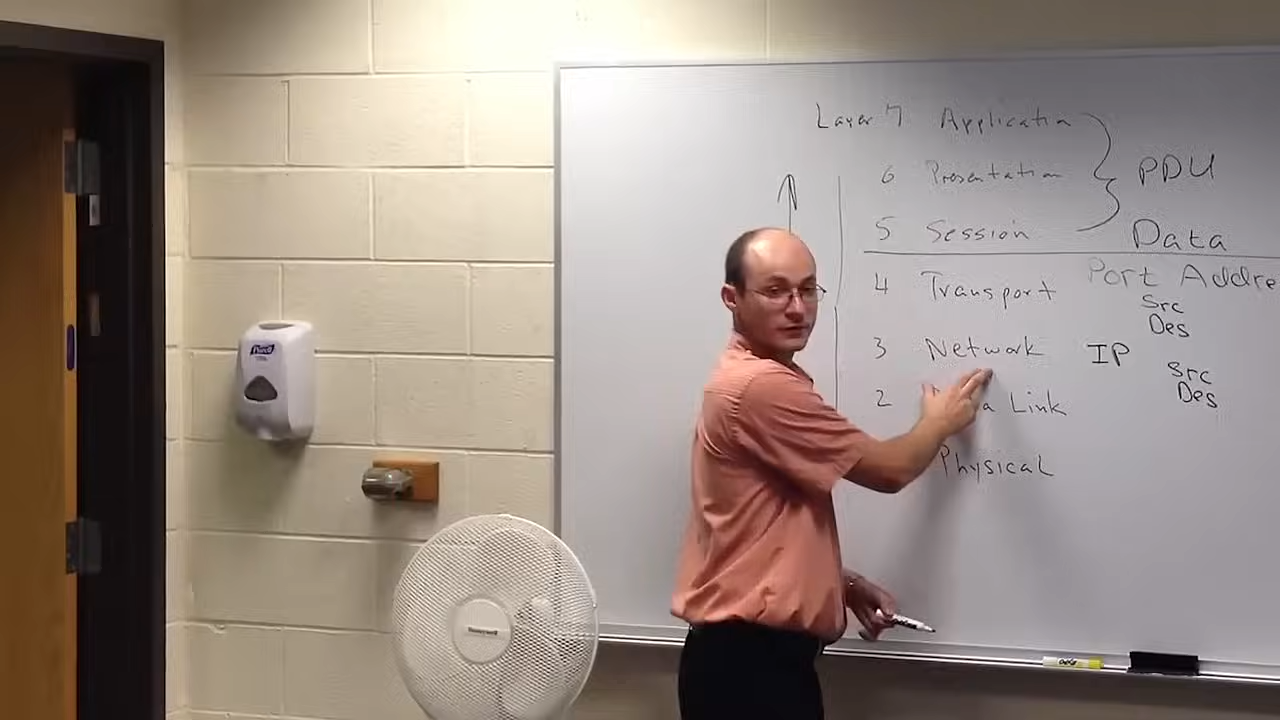 Layer 7 Application
6 Presentation
PDU
5 Session
Data
4 Transport
Port Addre
Src
Des
3 Network
IP
Src
Des
2 a Link
Physical
Purell
Honeywell
EXPO